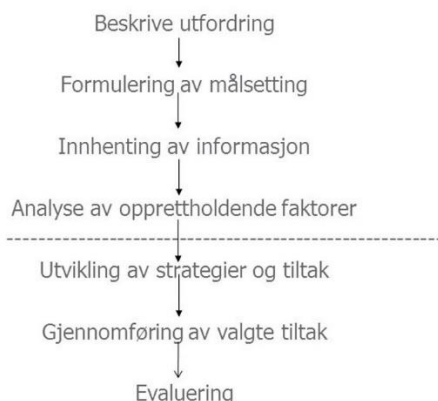 Beskrive utfordring
Formulering av målsetting
Innhenting av informasjon
Analyse av opprettholdende faktorer
Utvikling av strategier og tiltak
Gjennomføring av valgte tiltak
Evaluering